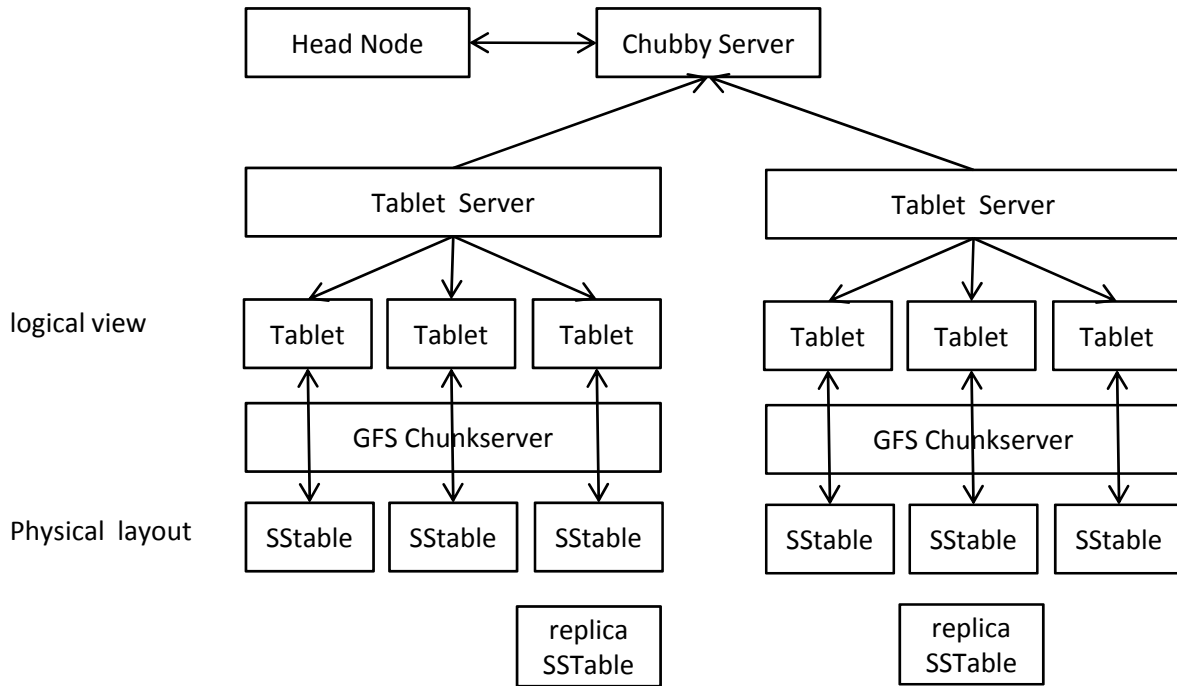 Head Node
Chubby Server
Tablet Server
Tablet Server
logical view
Tablet
Tablet
Tablet
Tablet
Tablet
Tablet
GFS Chunkserver
GFS Chunkserver
Physical layout
SStable
SStable
SStable
SStable
SStable
SStable
replica
SSTable
replica
SSTable